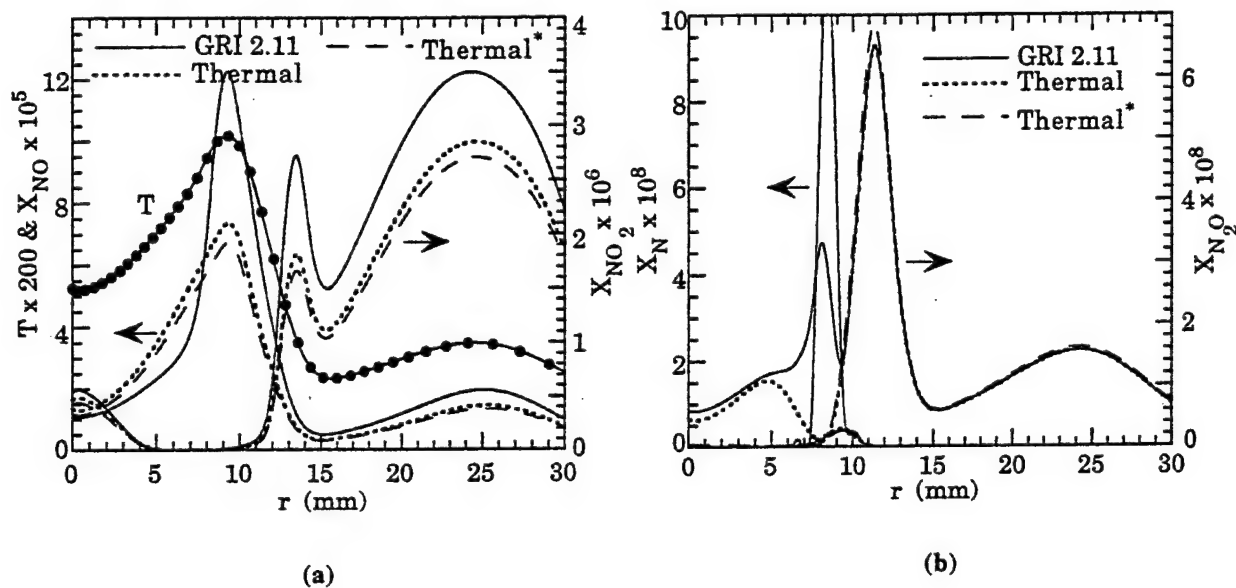 GRI 2.11
Thermal*
Thermal
T
T x 200 & X_NO x 10^5
12
8
4
0
4
3
2
1
0
X_NO2 x 10^6
0 5 10 15 20 25 30
r (mm)
(a)
GRI 2.11
Thermal
Thermal*
X_N x 10^8
10
8
6
4
2
0
6
4
2
0
X_N2O x 10^8
0 5 10 15 20 25 30
r (mm)
(b)